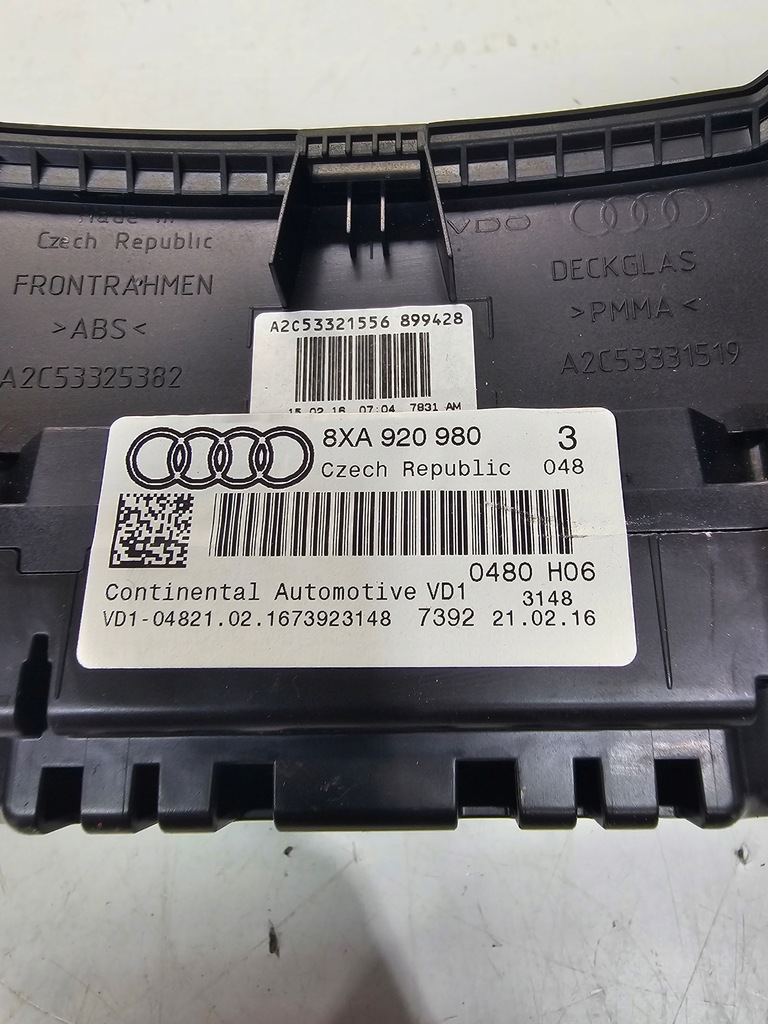 Made in
Czech Republic
FRONTRAHMEN
>ABS<
A2C53325382
VDO
DECKGLAS
>PMMA<
A2C53331519
A2C53321556 899428
15.02.16 07:04 7831 AM
8XA 920 980 3
Czech Republic 048
0480 H06
Continental Automotive VD1 3148
VD1-04821.02.1673923148 7392 21.02.16